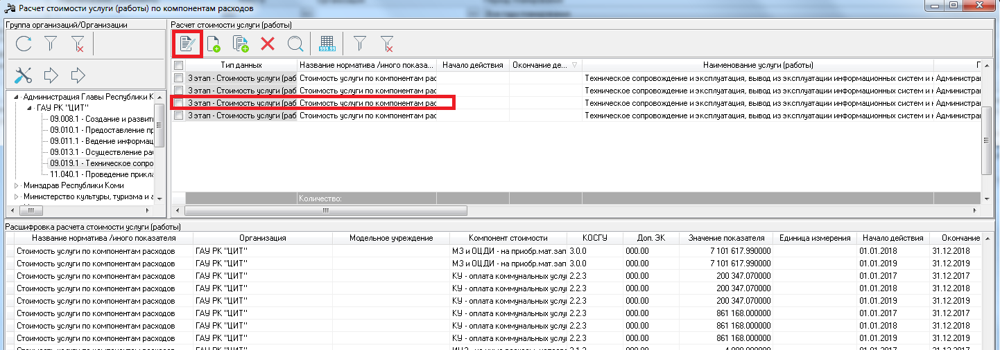 Расчет стоимости услуги (работы) по компонентам расходов
Группа организаций/Организации
Расчет стоимости услуги (работы)
Тип данных Название норматива /иного показа... Начало действия Окончание де... Наименование услуги (работы)
3 этап - Стоимость услуги (раб Стоимость услуги по компонентам рас Техническое сопровождение и эксплуатация, вывод из эксплуатации информационных систем и к Администрац
3 этап - Стоимость услуги (раб Стоимость услуги по компонентам рас Техническое сопровождение и эксплуатация, вывод из эксплуатации информационных систем и к Администрац
3 этап - Стоимость услуги (раб Стоимость услуги по компонентам рас Техническое сопровождение и эксплуатация, вывод из эксплуатации информационных систем и к Администрац
3 этап - Стоимость услуги (раб Стоимость услуги по компонентам рас Техническое сопровождение и эксплуатация, вывод из эксплуатации информационных систем и к Администрац
Количество:
Администрация Главы Республики К
ГАУ РК "ЦИТ"
09.008.1 - Создание и развити
09.010.1 - Предоставление пр
09.011.1 - Ведение информац
09.013.1 - Осуществление ра
09.019.1 - Техническое сопро
11.040.1 - Проведение прикла
Минздрав Республики Коми
Министерство культуры, туризма и а
Расшифровка расчета стоимости услуги (работы)
Название норматива /иного показателя Организация Модельное учреждение Компонент стоимости КОСГУ Доп. ЭК Значение показателя Единица измерения Начало действия Окончание
Стоимость услуги по компонентам расходов ГАУ РК "ЦИТ" МЗ и ОЦДИ - на приобр.мат.зап 3.0.0 000.00 7 101 617.990000 01.01.2018 31.12.2018
Стоимость услуги по компонентам расходов ГАУ РК "ЦИТ" МЗ и ОЦДИ - на приобр.мат.зап 3.0.0 000.00 7 101 617.990000 01.01.2019 31.12.2019
Стоимость услуги по компонентам расходов ГАУ РК "ЦИТ" КУ - оплата коммунальных услу 2.2.3 000.00 200 347.070000 01.01.2017 31.12.2017
Стоимость услуги по компонентам расходов ГАУ РК "ЦИТ" КУ - оплата коммунальных услу 2.2.3 000.00 200 347.070000 01.01.2018 31.12.2018
Стоимость услуги по компонентам расходов ГАУ РК "ЦИТ" КУ - оплата коммунальных услу 2.2.3 000.00 200 347.070000 01.01.2019 31.12.2019
Стоимость услуги по компонентам расходов ГАУ РК "ЦИТ" КУ - оплата коммунальных услу 2.2.3 000.00 861 168.000000 01.01.2017 31.12.2017
Стоимость услуги по компонентам расходов ГАУ РК "ЦИТ" КУ - оплата коммунальных услу 2.2.3 000.00 861 168.000000 01.01.2018 31.12.2018
Стоимость услуги по компонентам расходов ГАУ РК "ЦИТ" КУ - оплата коммунальных услу 2.2.3 000.00 861 168.000000 01.01.2019 31.12.2019